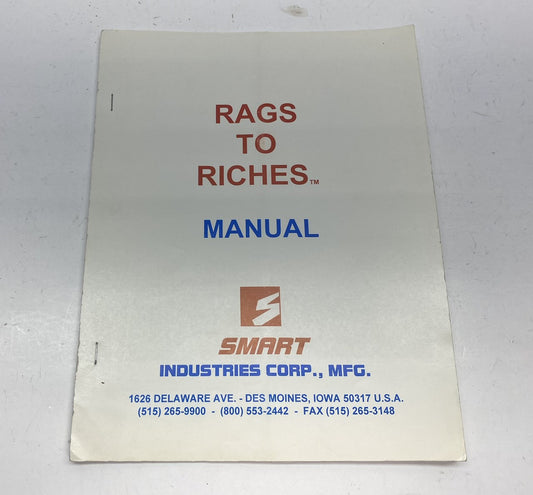 RAGS
TO
RICHES™
MANUAL
S
SMART
INDUSTRIES CORP., MFG.
1626 DELAWARE AVE. - DES MOINES, IOWA 50317 U.S.A.
(515) 265-9900 - (800) 553-2442 - FAX (515) 265-3148